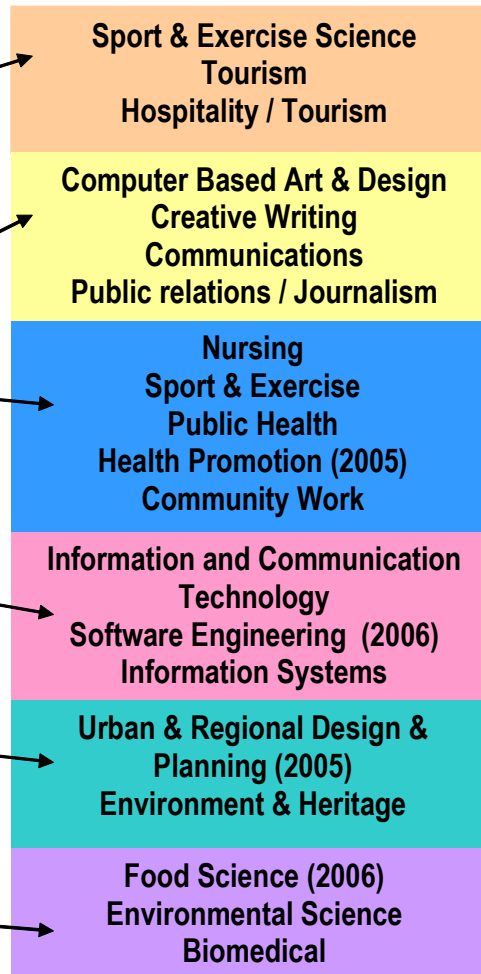 Sport & Exercise Science
Tourism
Hospitality / Tourism
Computer Based Art & Design
Creative Writing
Communications
Public relations / Journalism
Nursing
Sport & Exercise
Public Health
Health Promotion (2005)
Community Work
Information and Communication
Technology
Software Engineering (2006)
Information Systems
Urban & Regional Design &
Planning (2005)
Environment & Heritage
Food Science (2006)
Environmental Science
Biomedical